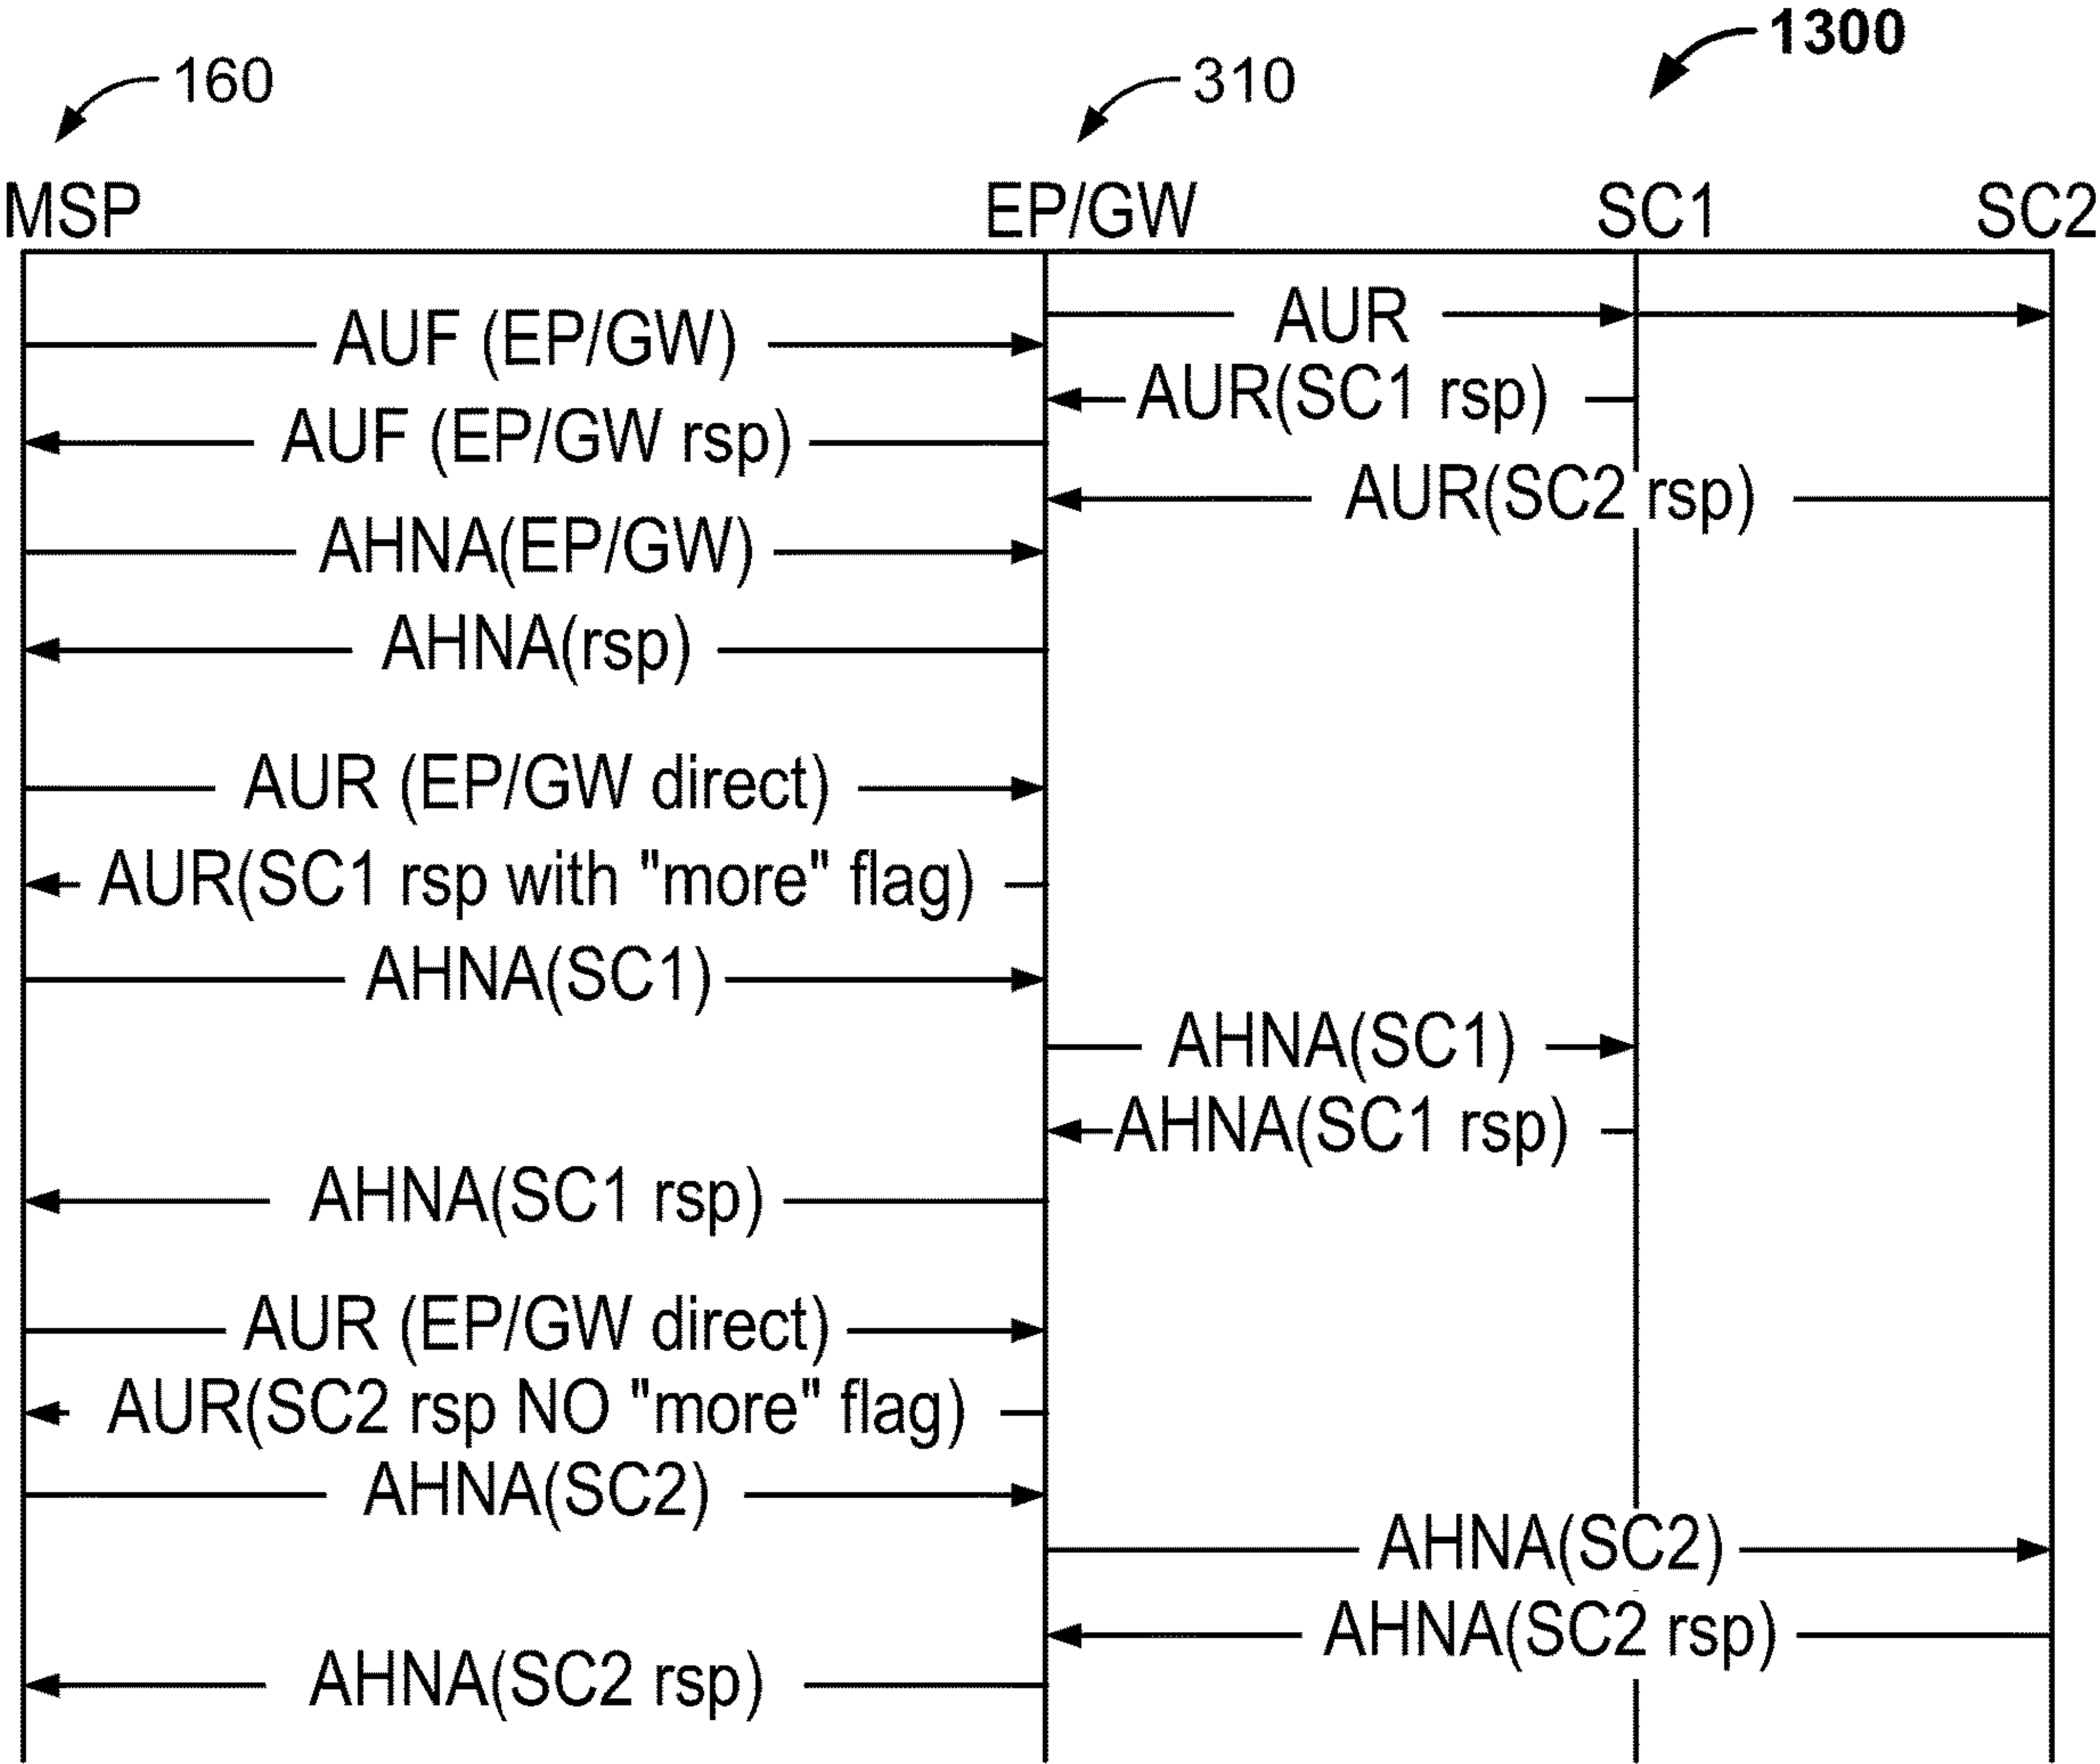 1300
160
310
MSP
EP/GW
SC1
SC2
AUR
AUF (EP/GW)
AUR(SC1 rsp)
AUF (EP/GW rsp)
AUR(SC2 rsp)
AHNA(EP/GW)
AHNA(rsp)
AUR (EP/GW direct)
AUR(SC1 rsp with "more" flag)
AHNA(SC1)
AHNA(SC1)
AHNA(SC1 rsp)
AHNA(SC1 rsp)
AUR (EP/GW direct)
AUR(SC2 rsp NO "more" flag)
AHNA(SC2)
AHNA(SC2)
AHNA(SC2 rsp)
AHNA(SC2 rsp)